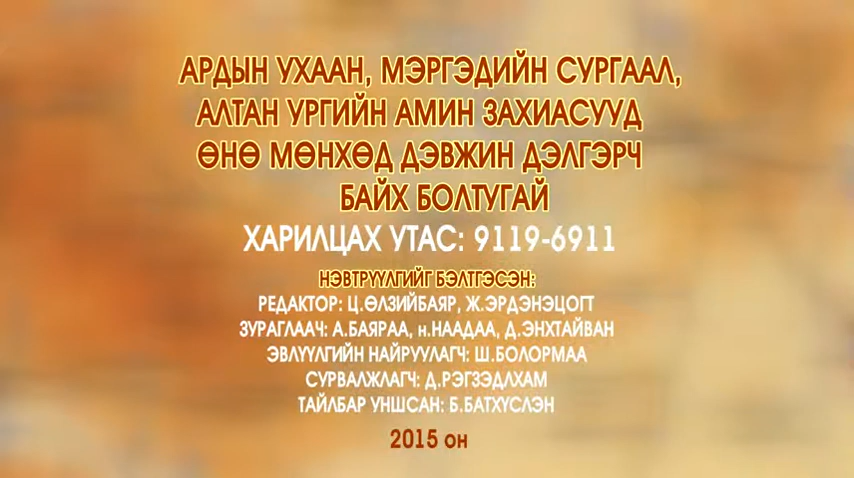 АРДЫН УХААН, МЭРГЭДИЙН СУРГААЛ,
АЛТАН УРГИЙН АМИН ЗАХИАСУУД
ӨНӨ МӨНХӨД ДЭВЖИН ДЭЛГЭРЧ
БАЙХ БОЛТУГАЙ
ХАРИЛЦАХ УТАС: 9119-6911
НЭВТРҮҮЛГИЙГ БЭЛТГЭСЭН:
РЕДАКТОР: Ц.ӨЛЗИЙБАЯР, Ж.ЭРДЭНЭЦОГТ
ЗУРАГЛААЧ: А.БАЯРАА, н.НААДАА, Д.ЭНХТАЙВАН
ЭВЛҮҮЛГИЙН НАЙРУУЛАГЧ: Ш.БОЛОРМАА
СУРВАЛЖЛАГЧ: Д.РЭГЗЭДЛХАМ
ТАЙЛБАР УНШСАН: Б.БАТХҮСЛЭН
2015 он